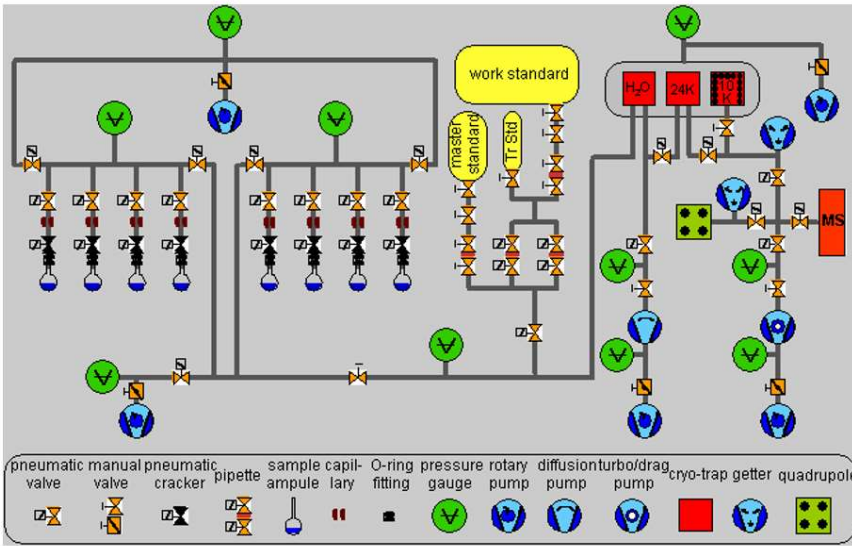 work standard
master
standard
Tr Std
H2O
24K
10
K
MS
pneumatic
valve
manual
valve
pneumatic
cracker
pipette
sample
ampule
capil-
lary
O-ring
fitting
pressure
gauge
rotary
pump
diffusion
pump
turbo/drag
pump
cryo-trap
getter
quadrupole